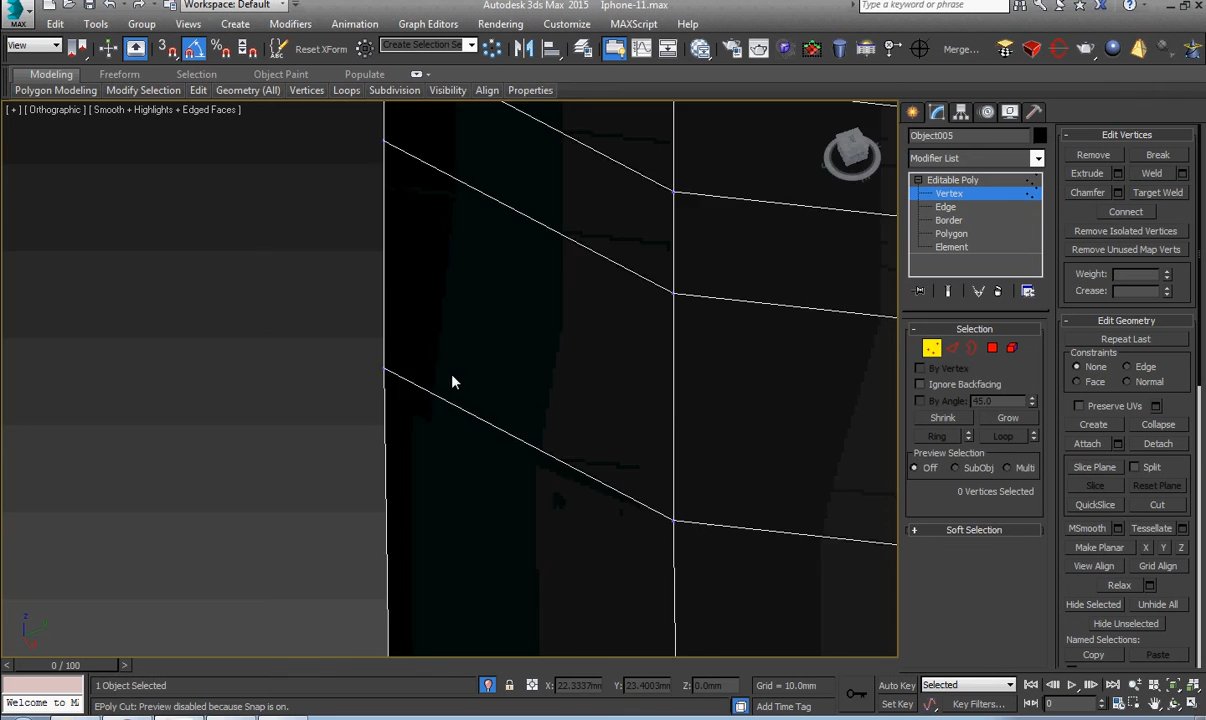 Workspace: Default
Autodesk 3ds Max 2015
Iphone-11.max
Type a keyword or phrase
MAX
Edit
Tools
Group
Views
Create
Modifiers
Animation
Graph Editors
Rendering
Customize
MAXScript
Help
View
3
Create Selection Se
Reset XForm
Merge...
Modeling
Freeform
Selection
Object Paint
Populate
Polygon Modeling
Modify Selection
Edit
Geometry (All)
Vertices
Loops
Subdivision
Visibility
Align
Properties
[ + ] [ Orthographic ] [ Smooth + Highlights + Edged Faces ]
Object005
Modifier List
Editable Poly
Vertex
Edge
Border
Polygon
Element
Selection
By Vertex
Ignore Backfacing
By Angle: 45.0
Shrink
Grow
Ring
Loop
Preview Selection
Off
SubObj
Multi
0 Vertices Selected
Soft Selection
Edit Vertices
Remove
Break
Extrude
Weld
Chamfer
Target Weld
Connect
Remove Isolated Vertices
Remove Unused Map Verts
Weight:
Crease:
Edit Geometry
Repeat Last
Constraints
None
Edge
Face
Normal
Preserve UVs
Create
Collapse
Attach
Detach
Slice Plane
Split
Slice
Reset Plane
QuickSlice
Cut
MSmooth
Tessellate
Make Planar
X
Y
Z
View Align
Grid Align
Relax
Hide Selected
Unhide All
Hide Unselected
Named Selections:
Copy
Paste
z
0 / 100
1 Object Selected
X: 22.3337mm
Y: 23.4003mm
Z: 0.0mm
Grid = 10.0mm
Auto Key
Selected
Welcome to M
EPoly Cut: Preview disabled because Snap is on.
Add Time Tag
Set Key
Key Filters...
0